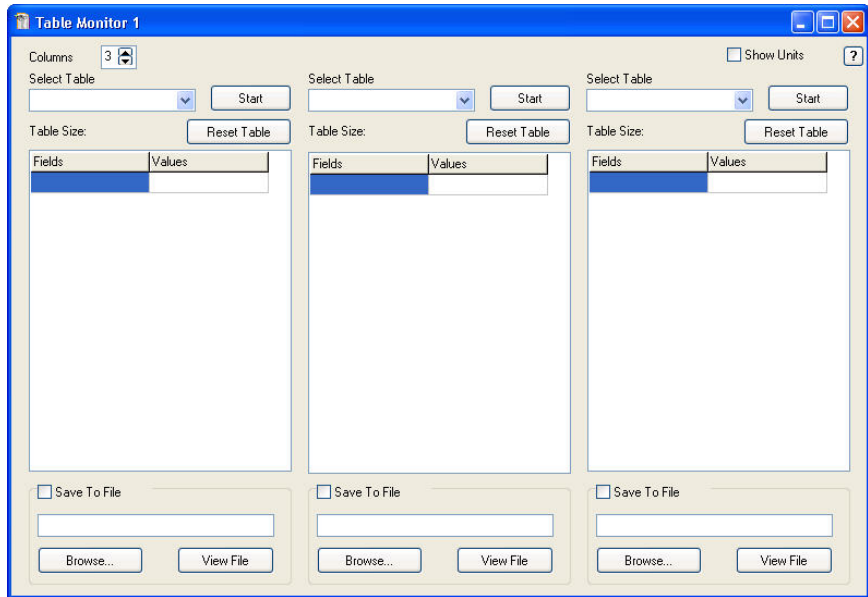 Table Monitor 1
Columns 3 Show Units ?
Select Table Select Table Select Table
Start Start Start
Table Size: Reset Table Table Size: Reset Table Table Size: Reset Table
Fields Values Fields Values Fields Values
Save To File Save To File Save To File
Browse... View File Browse... View File Browse... View File